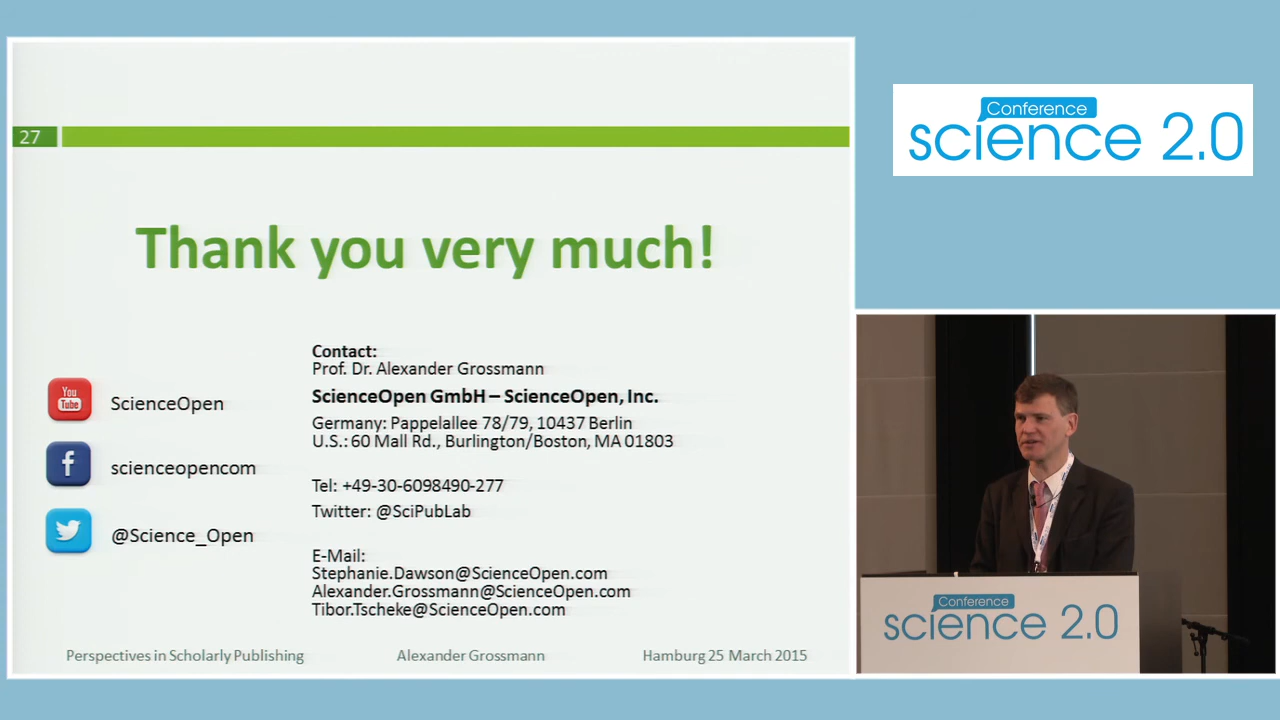 27
Thank you very much!
You
Tube
ScienceOpen
f
scienceopencom
@Science_Open
Contact:
Prof. Dr. Alexander Grossmann
ScienceOpen GmbH – ScienceOpen, Inc.
Germany: Pappelallee 78/79, 10437 Berlin
U.S.: 60 Mall Rd., Burlington/Boston, MA 01803
Tel: +49-30-6098490-277
Twitter: @SciPubLab
E-Mail:
Stephanie.Dawson@ScienceOpen.com
Alexander.Grossmann@ScienceOpen.com
Tibor.Tscheke@ScienceOpen.com
Perspectives in Scholarly Publishing Alexander Grossmann Hamburg 25 March 2015
Conference
science 2.0
Conference
science 2.0